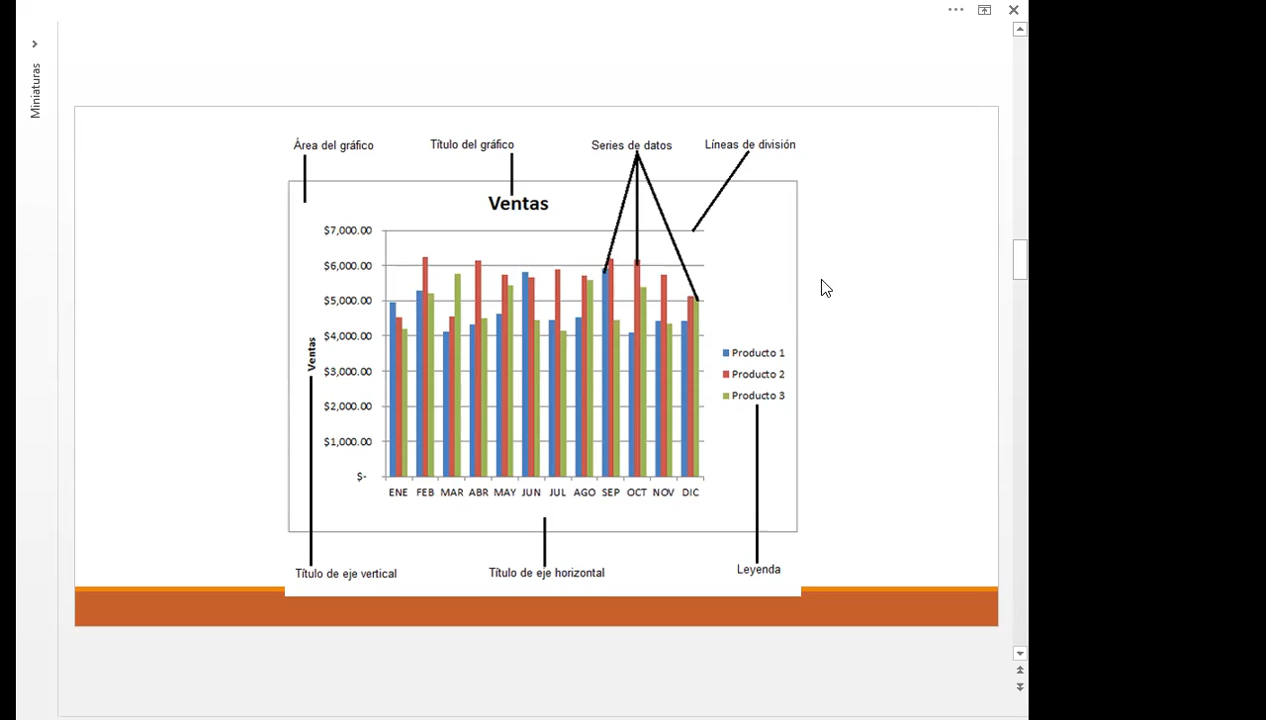 Miniaturas
Área del gráfico
Título del gráfico
Series de datos
Líneas de división
Ventas
$7,000.00
$6,000.00
$5,000.00
$4,000.00
$3,000.00
$2,000.00
$1,000.00
$-
Ventas
ENE FEB MAR ABR MAY JUN JUL AGO SEP OCT NOV DIC
Producto 1
Producto 2
Producto 3
Título de eje vertical
Título de eje horizontal
Leyenda